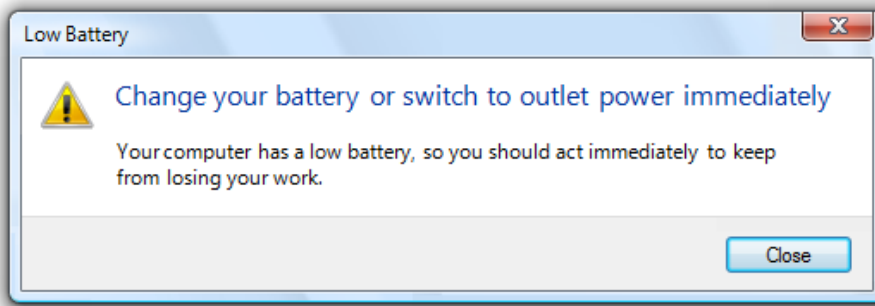 Low Battery
Change your battery or switch to outlet power immediately
Your computer has a low battery, so you should act immediately to keep
from losing your work.
Close